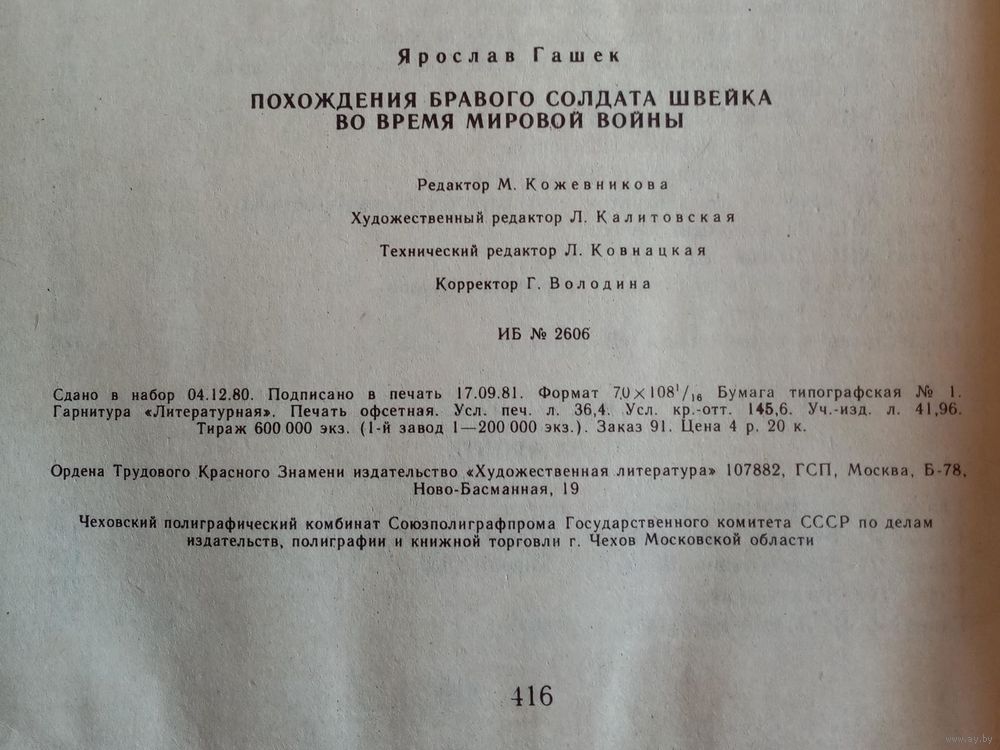 Ярослав Гашек
ПОХОЖДЕНИЯ БРАВОГО СОЛДАТА ШВЕЙКА
ВО ВРЕМЯ МИРОВОЙ ВОЙНЫ
Редактор М. Кожевникова
Художественный редактор Л. Калитовская
Технический редактор Л. Ковнацкая
Корректор Г. Володина
ИБ № 2606
Сдано в набор 04.12.80. Подписано в печать 17.09.81. Формат 70×108¹/₁₆ Бумага типографская № 1.
Гарнитура «Литературная». Печать офсетная. Усл. печ. л. 36,4. Усл. кр.-отт. 145,6. Уч.-изд. л. 41,96.
Тираж 600 000 экз. (1-й завод 1—200 000 экз.). Заказ 91. Цена 4 р. 20 к.
Ордена Трудового Красного Знамени издательство «Художественная литература» 107882, ГСП, Москва, Б-78,
Ново-Басманная, 19
Чеховский полиграфический комбинат Союзполиграфпрома Государственного комитета СССР по делам
издательств, полиграфии и книжной торговли г. Чехов Московской области
416
www.ay.by